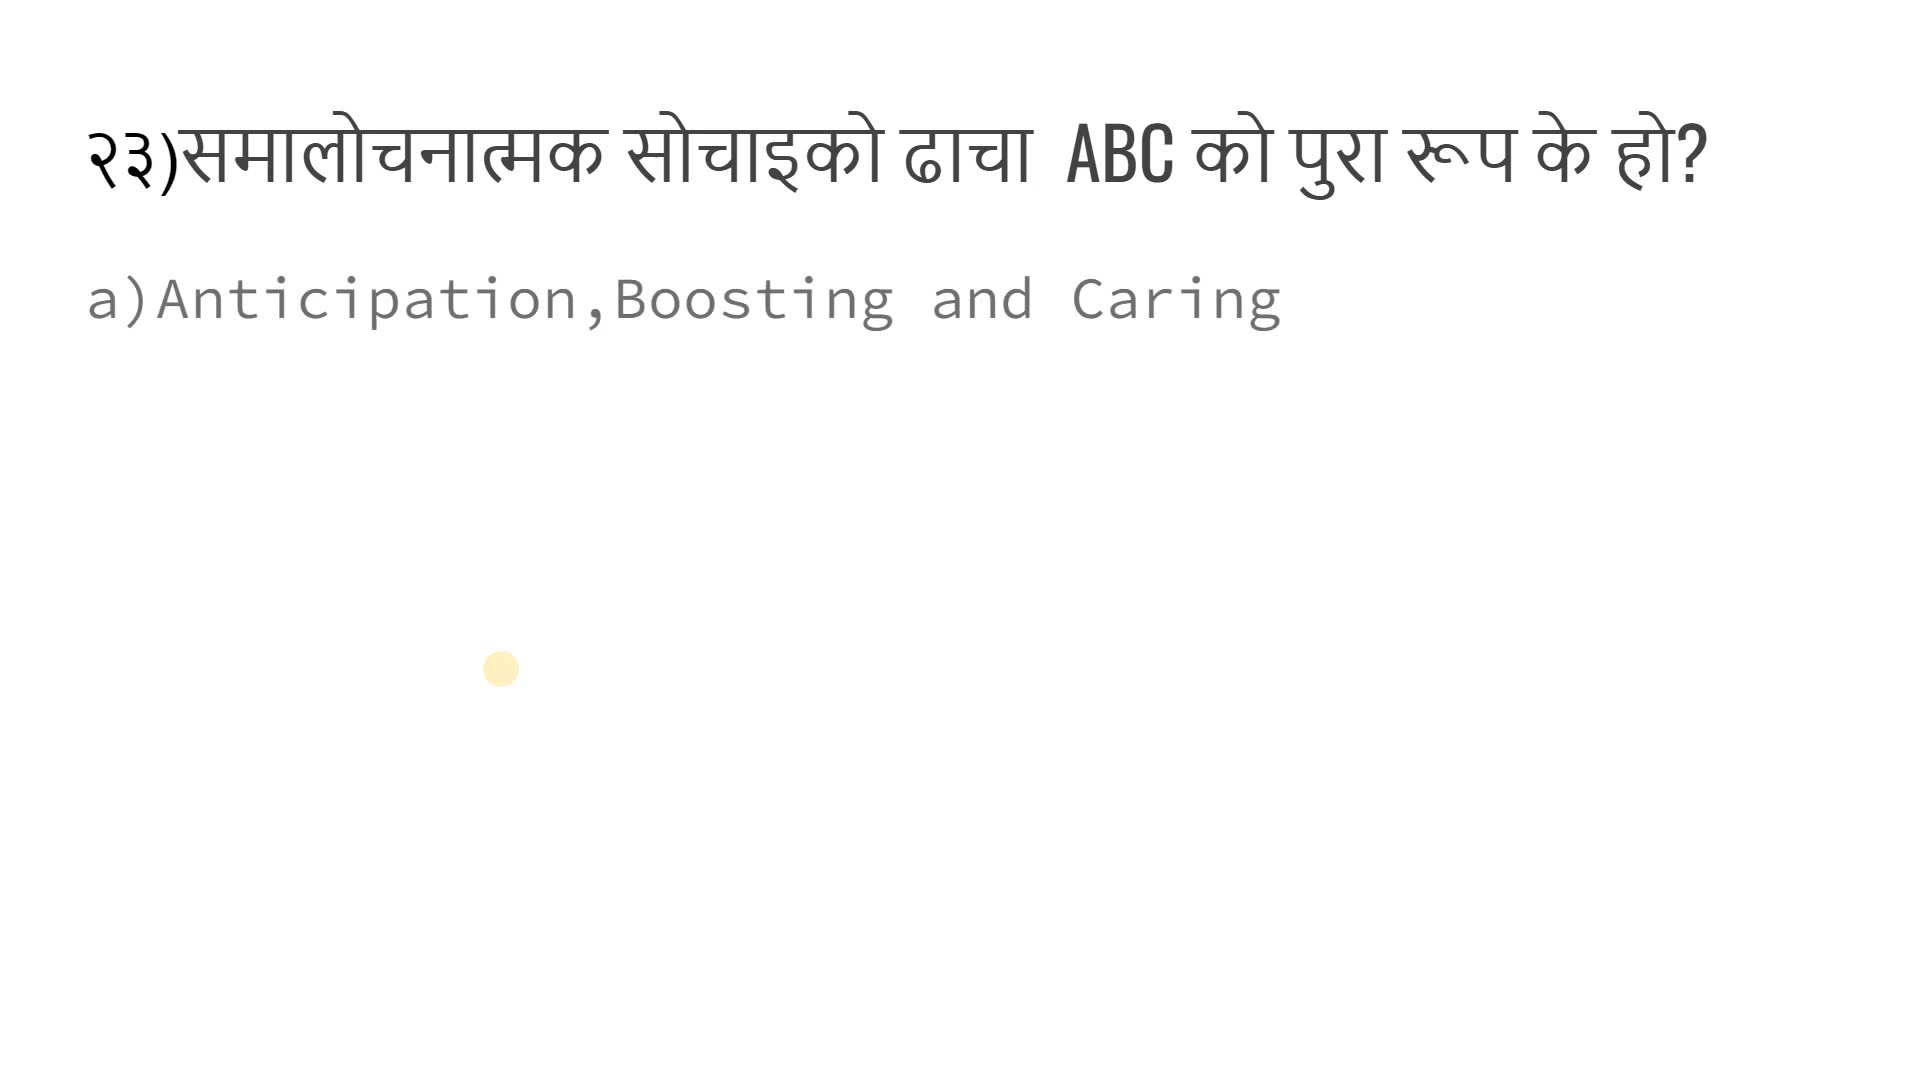 २३)समालोचनात्मक सोचाइको ढाचा  ABC को पुरा रूप के हो?
a)Anticipation,Boosting and Caring